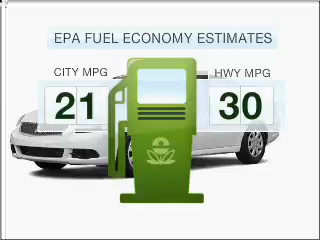 EPA FUEL ECONOMY ESTIMATES
CITY MPG
HWY MPG
21
30